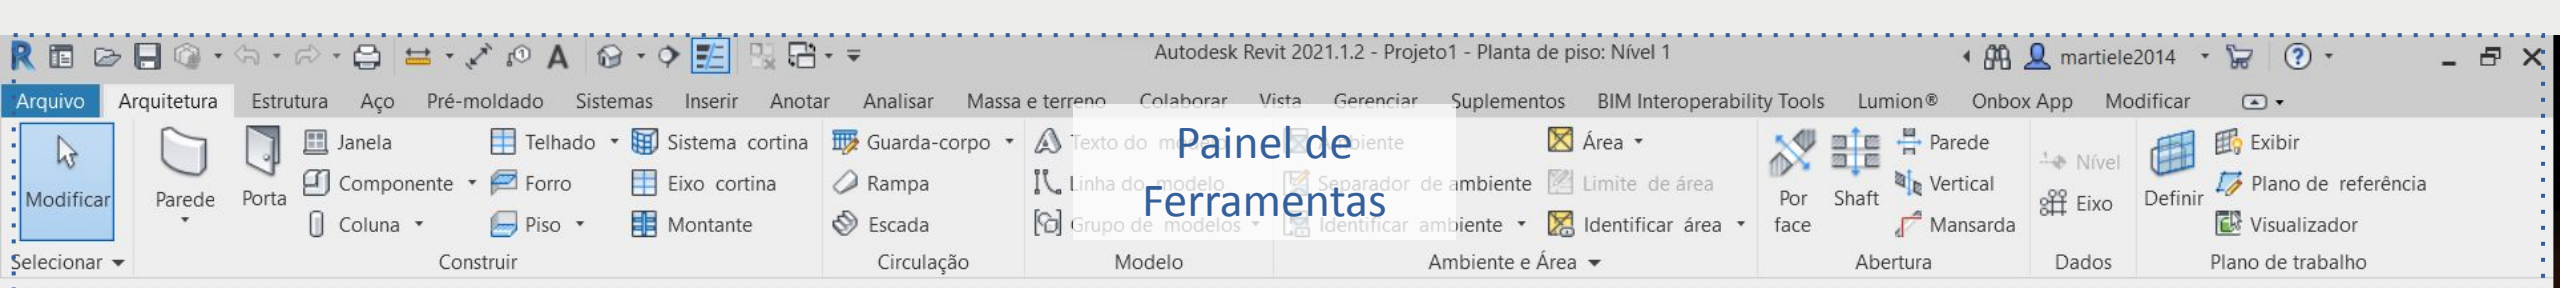 Autodesk Revit 2021.1.2 - Projeto1 - Planta de piso: Nível 1 martiele2014
Arquivo Arquitetura Estrutura Aço Pré-moldado Sistemas Inserir Anotar Analisar Massa e terreno Colaborar Vista Gerenciar Suplementos BIM Interoperability Tools Lumion® Onbox App Modificar
Painel de
Ferramentas
Modificar
Selecionar
Parede
Porta
Janela
Componente
Coluna
Telhado
Forro
Piso
Sistema cortina
Eixo cortina
Montante
Construir
Guarda-corpo
Rampa
Escada
Circulação
Texto do modelo
Linha do modelo
Grupo de modelos
Modelo
Ambiente
Separador de ambiente
Identificar ambiente
Área
Limite de área
Identificar área
Ambiente e Área
Por
face
Shaft
Parede
Vertical
Mansarda
Abertura
Nível
Eixo
Dados
Definir
Exibir
Plano de referência
Visualizador
Plano de trabalho